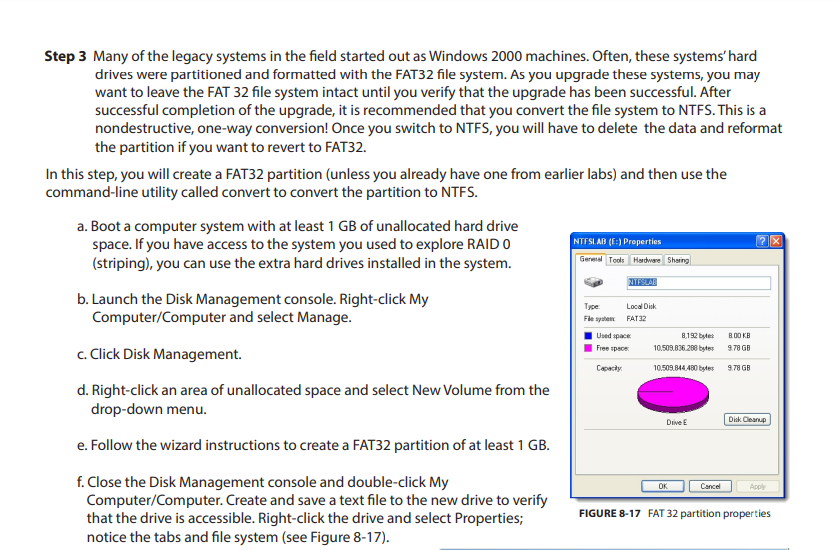 Step 3 Many of the legacy systems in the field started out as Windows 2000 machines. Often, these systems' hard
drives were partitioned and formatted with the FAT32 file system. As you upgrade these systems, you may
want to leave the FAT 32 file system intact until you verify that the upgrade has been successful. After
successful completion of the upgrade, it is recommended that you convert the file system to NTFS. This is a
nondestructive, one-way conversion! Once you switch to NTFS, you will have to delete the data and reformat
the partition if you want to revert to FAT32.
In this step, you will create a FAT32 partition (unless you already have one from earlier labs) and then use the
command-line utility called convert to convert the partition to NTFS.
a. Boot a computer system with at least 1 GB of unallocated hard drive
space. If you have access to the system you used to explore RAID 0
(striping), you can use the extra hard drives installed in the system.
b. Launch the Disk Management console. Right-click My
Computer/Computer and select Manage.
c. Click Disk Management.
d. Right-click an area of unallocated space and select New Volume from the
drop-down menu.
e. Follow the wizard instructions to create a FAT32 partition of at least 1 GB.
f. Close the Disk Management console and double-click My
Computer/Computer. Create and save a text file to the new drive to verify
that the drive is accessible. Right-click the drive and select Properties;
notice the tabs and file system (see Figure 8-17).
NTFSLAB (E:) Properties
General Tools Hardware Sharing
NTFSLAB
Type: Local Disk
File system: FAT32
Used space: 8,192 bytes 8.00 KB
Free space: 10,509,836,288 bytes 9.78 GB
Capacity: 10,509,844,480 bytes 9.78 GB
Drive E
Disk Cleanup
OK Cancel Apply
FIGURE 8-17 FAT 32 partition properties